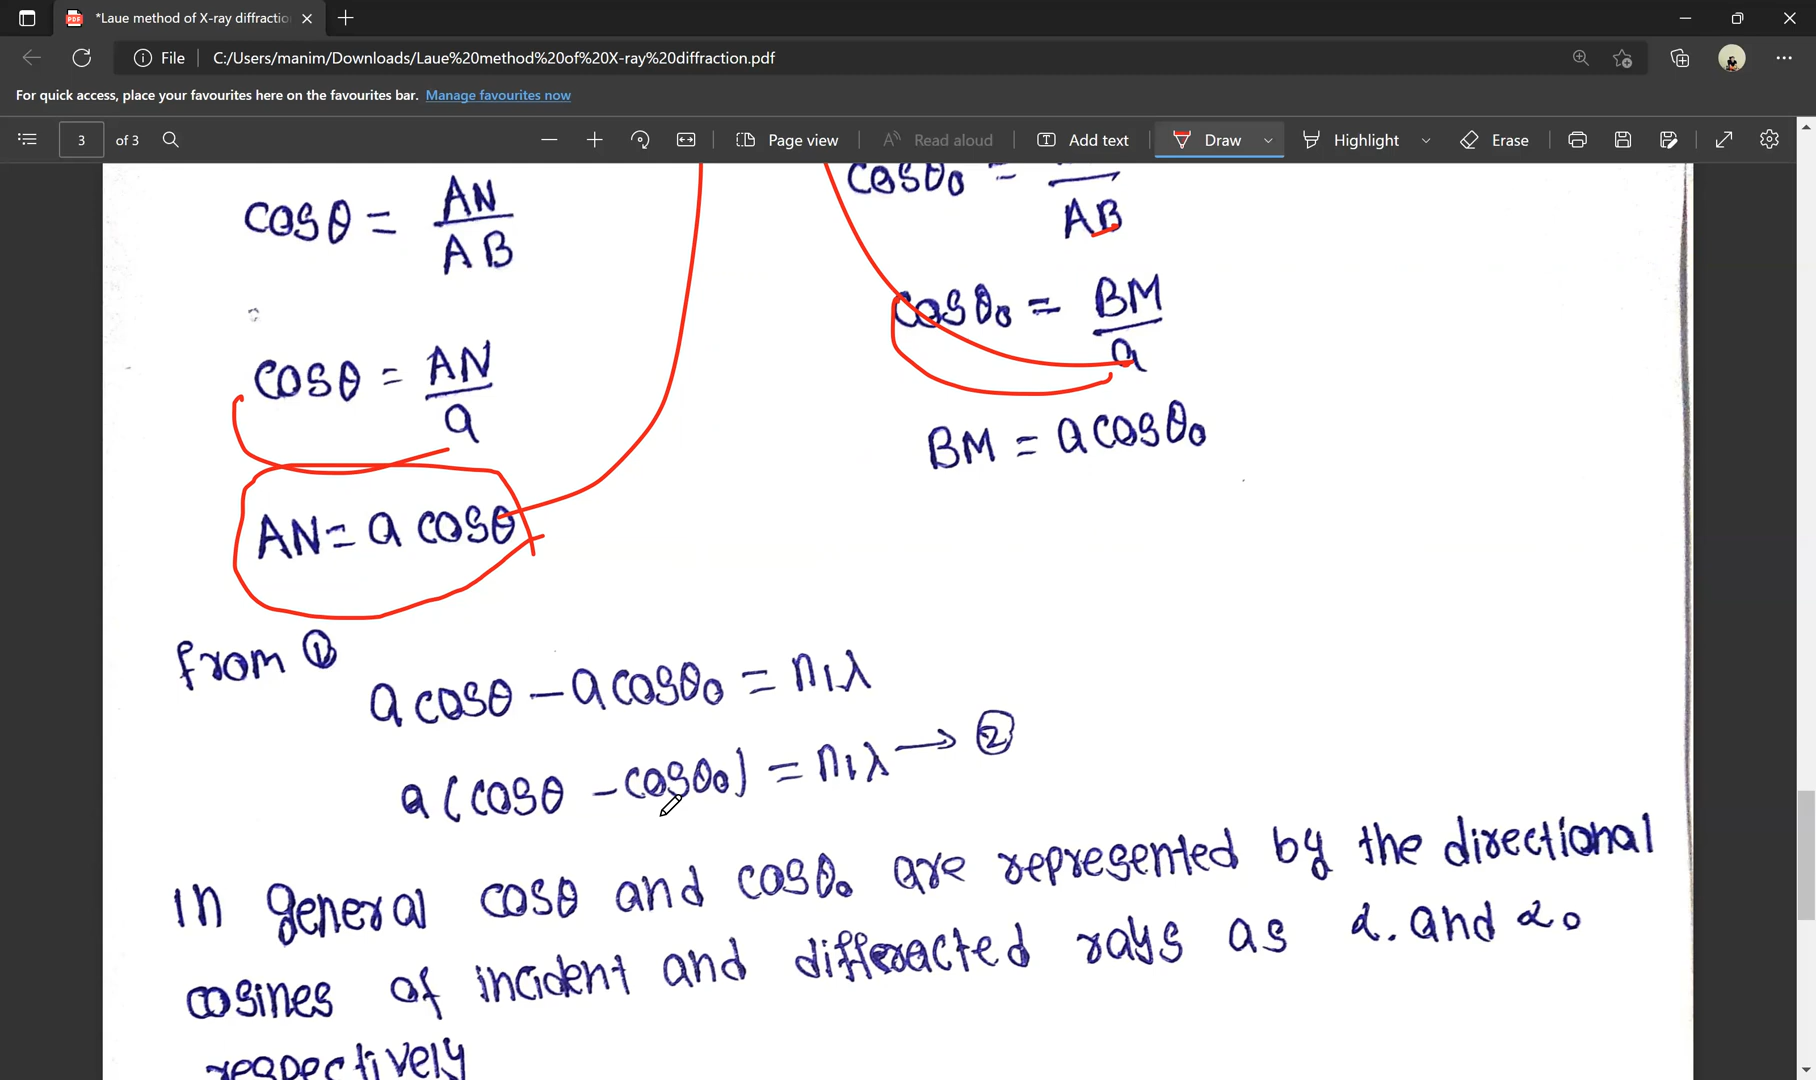 *Laue method of X-ray diffractio
File C:/Users/manim/Downloads/Laue%20method%20of%20X-ray%20diffraction.pdf
For quick access, place your favourites here on the favourites bar. Manage favourites now
3 of 3 Page view Read aloud Add text Draw Highlight Erase
cosθ = AN/AB
cosθ₀ = /AB
cosθ₀ = BM/a
cosθ = AN/a
BM = a cosθ₀
AN = a cosθ
from ①
a cosθ – a cosθ₀ = n₁λ
a (cosθ – cosθ₀) = n₁λ → ②
In general cosθ and cosθ₀ are represented by the directional
cosines of incident and differacted rays as α. and α₀
respectively